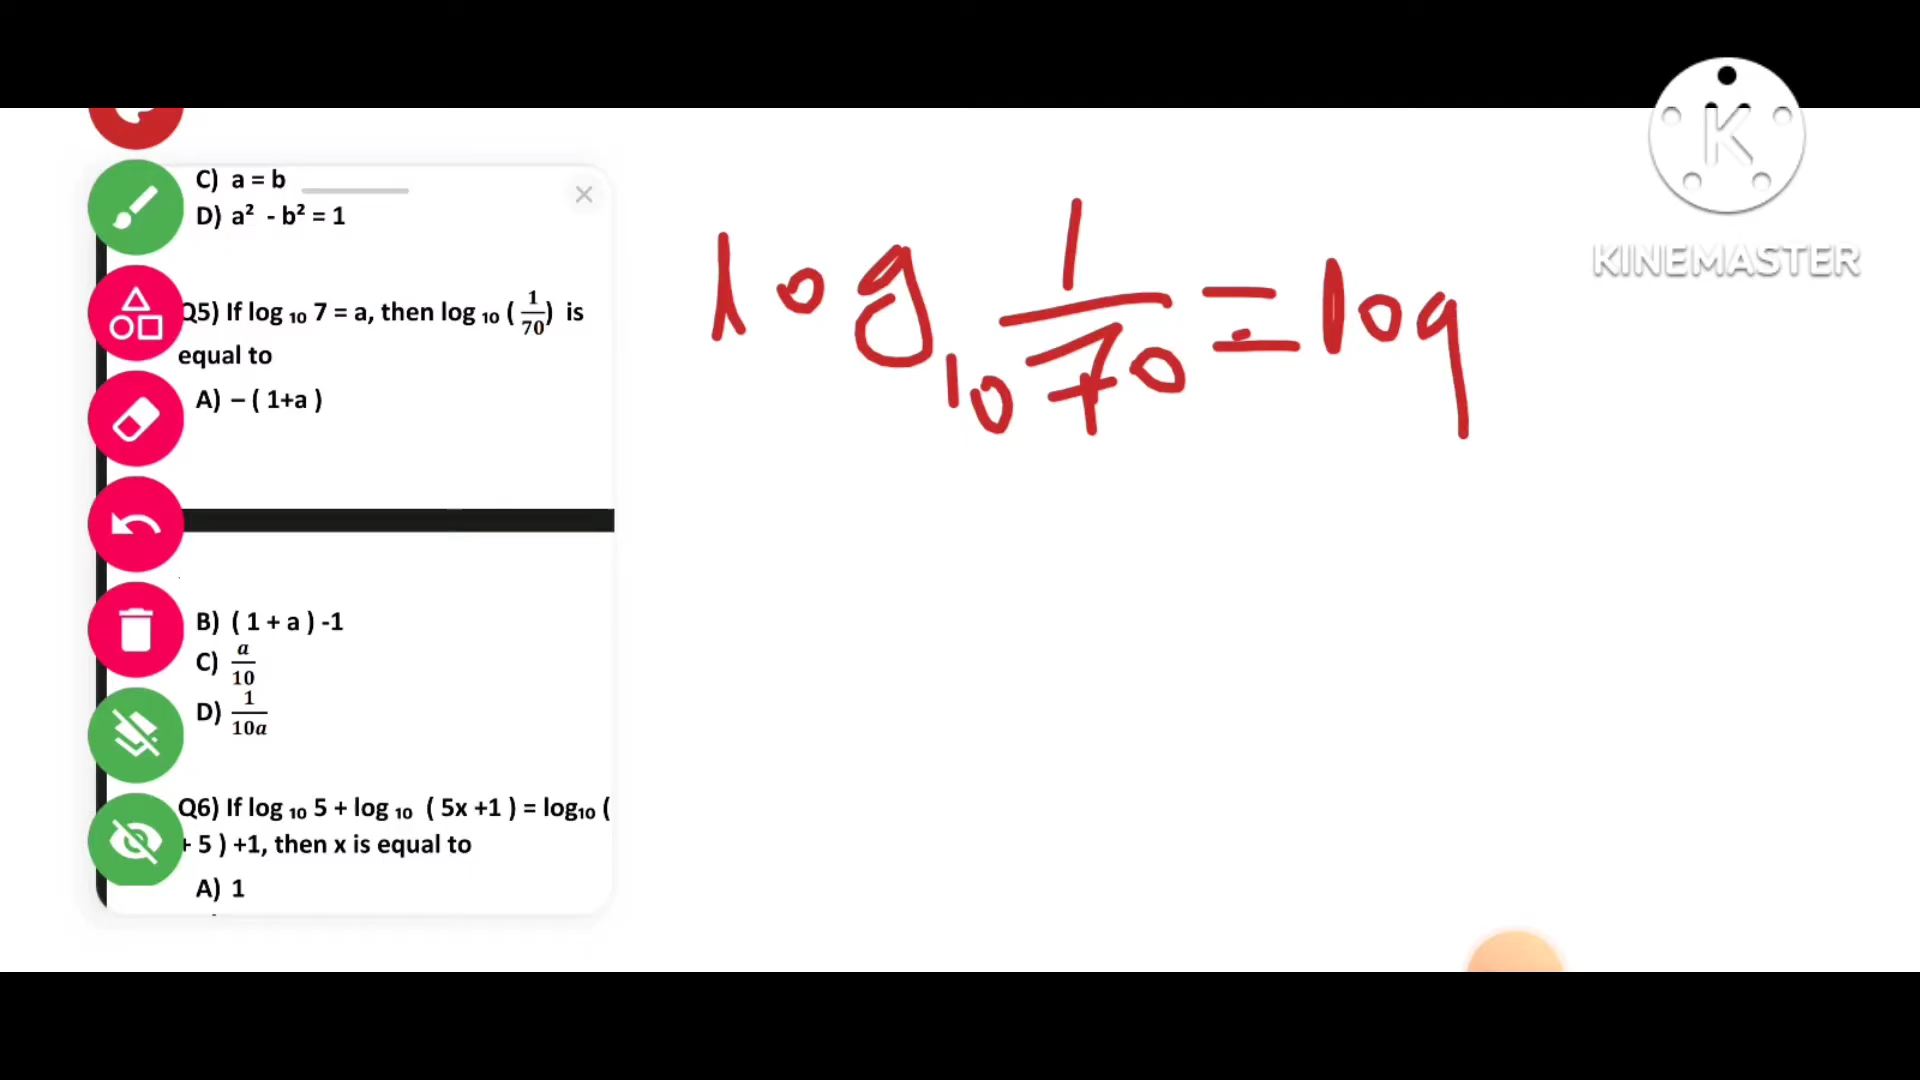 C) a = b
D) a² - b² = 1
Q5) If log ₁₀ 7 = a, then log ₁₀ ( 1/70 ) is
equal to
A) – ( 1+a )
B) ( 1 + a ) -1
C) a/10
D) 1/10a
Q6) If log ₁₀ 5 + log ₁₀ ( 5x +1 ) = log₁₀ (
+ 5 ) +1, then x is equal to
A) 1
log₁₀ 1/70 = log
K
KINEMASTER